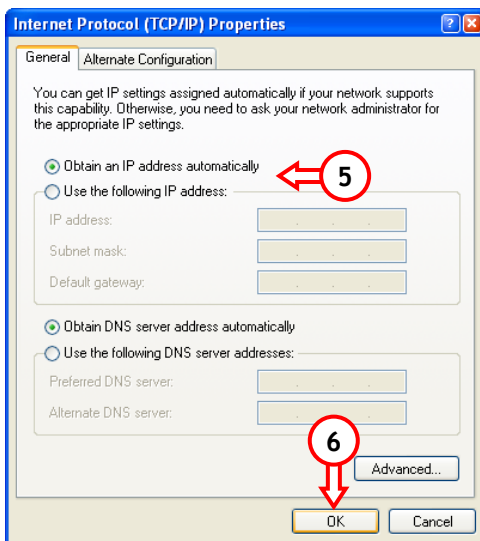 Internet Protocol (TCP/IP) Properties
General Alternate Configuration
You can get IP settings assigned automatically if your network supports
this capability. Otherwise, you need to ask your network administrator for
the appropriate IP settings.
Obtain an IP address automatically
5
Use the following IP address:
IP address:
Subnet mask:
Default gateway:
Obtain DNS server address automatically
Use the following DNS server addresses:
Preferred DNS server:
Alternate DNS server:
6
Advanced...
OK Cancel